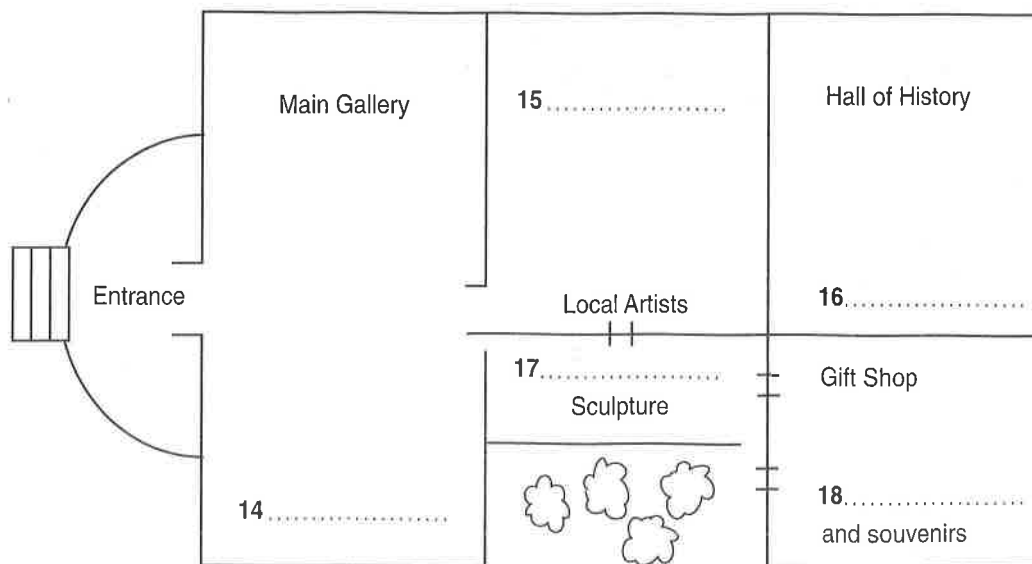 Main Gallery
15....................
Hall of History
Entrance
Local Artists
16....................
17....................
Sculpture
Gift Shop
14....................
18....................
and souvenirs